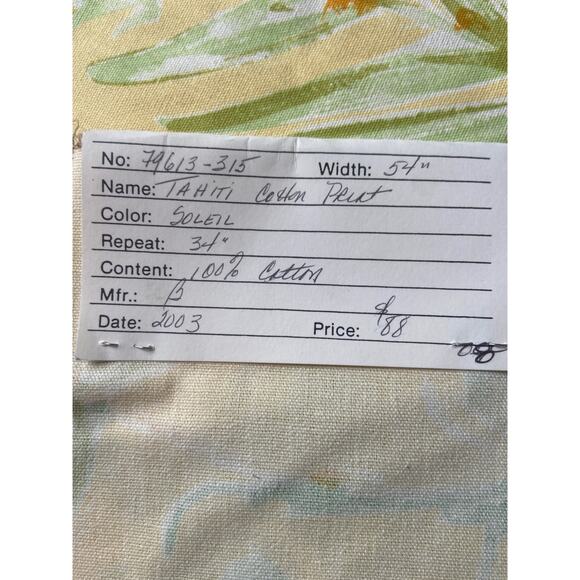 No: 79613-315 Width: 54"
Name: TAHITI Cotton Print
Color: SOLEIL
Repeat: 34"
Content: 100% Cotton
Mfr.: B
Date: 2003 Price: $88